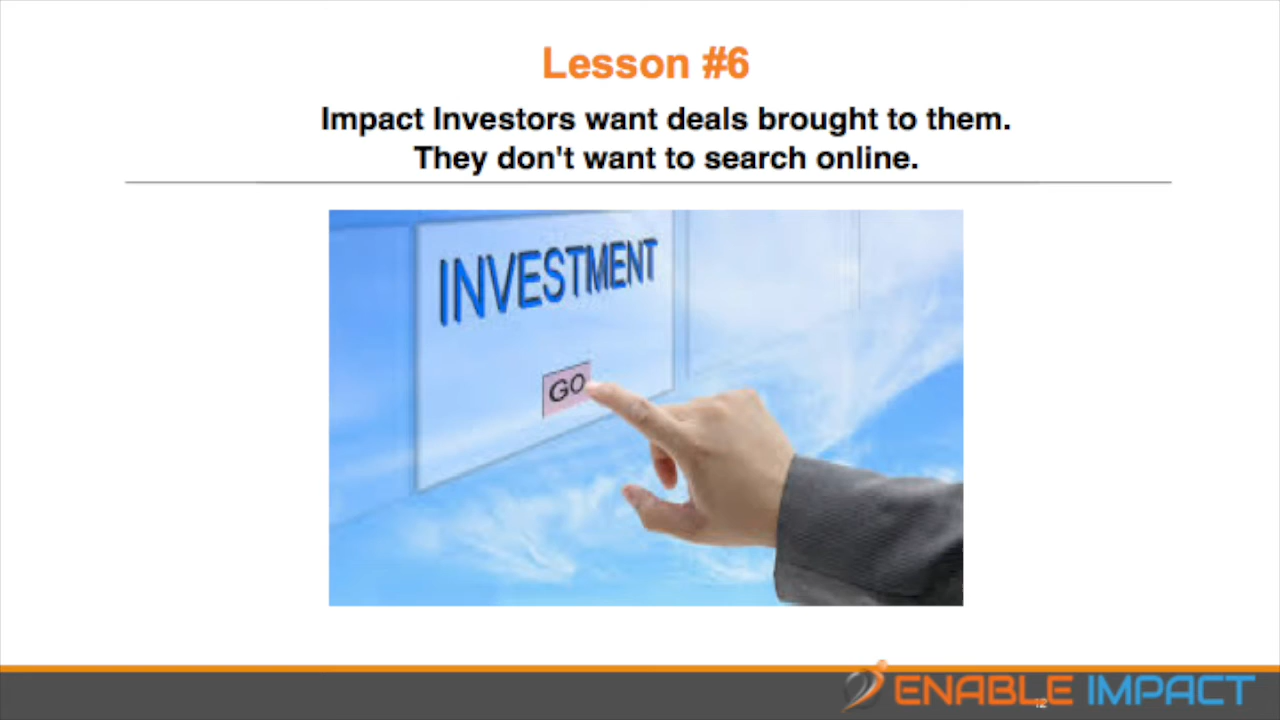 Lesson #6
Impact Investors want deals brought to them.
They don't want to search online.
INVESTMENT
GO
ENABLE IMPACT
12